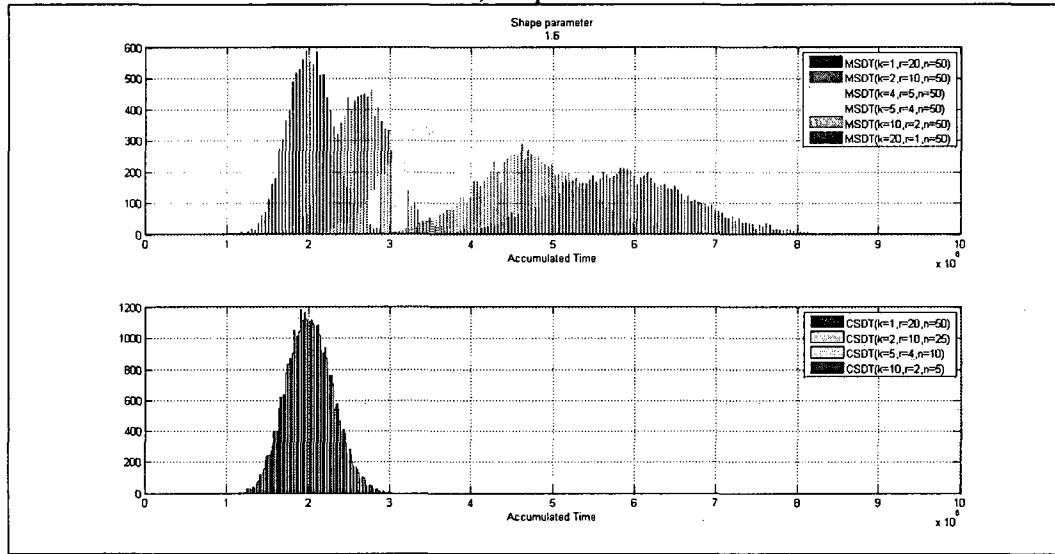 Shape parameter
1.5
600
500
400
300
200
100
0
0 1 2 3 4 5 6 7 8 9 10
Accumulated Time
x 10^6
MSDT(k=1,r=20,n=50)
MSDT(k=2,r=10,n=50)
MSDT(k=4,r=5,n=50)
MSDT(k=5,r=4,n=50)
MSDT(k=10,r=2,n=50)
MSDT(k=20,r=1,n=50)
1200
1000
800
600
400
200
0
0 1 2 3 4 5 6 7 8 9 10
Accumulated Time
x 10^6
CSDT(k=1,r=20,n=50)
CSDT(k=2,r=10,n=25)
CSDT(k=5,r=4,n=10)
CSDT(k=10,r=2,n=5)